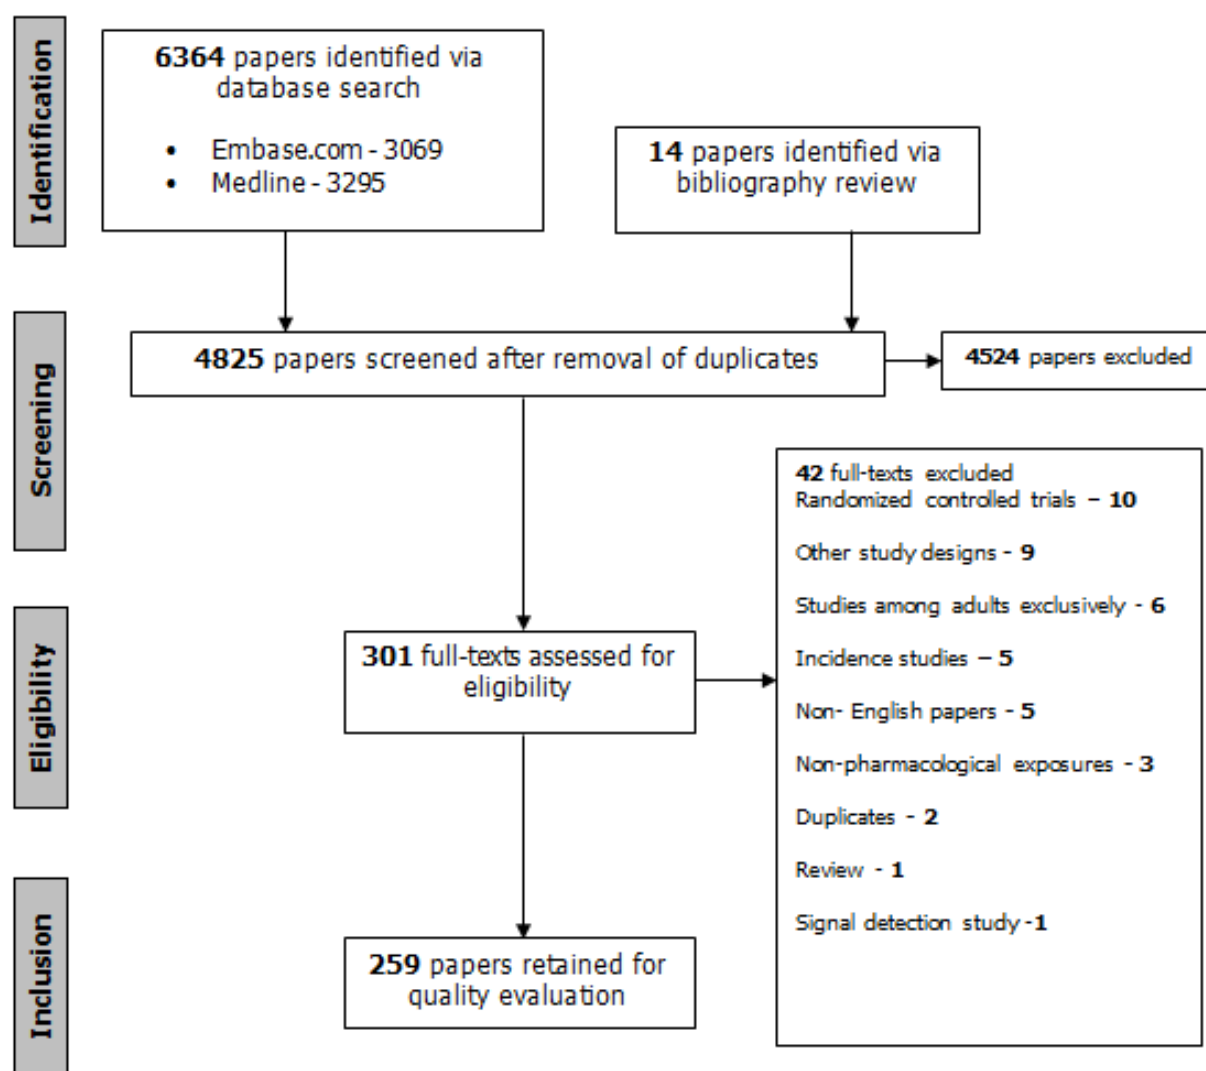 Identification
6364 papers identified via
database search
• Embase.com - 3069
• Medline - 3295
14 papers identified via
bibliography review
Screening
4825 papers screened after removal of duplicates
4524 papers excluded
Eligibility
301 full-texts assessed for
eligibility
42 full-texts excluded
Randomized controlled trials – 10
Other study designs - 9
Studies among adults exclusively - 6
Incidence studies – 5
Non- English papers - 5
Non-pharmacological exposures - 3
Duplicates - 2
Review - 1
Signal detection study -1
Inclusion
259 papers retained for
quality evaluation